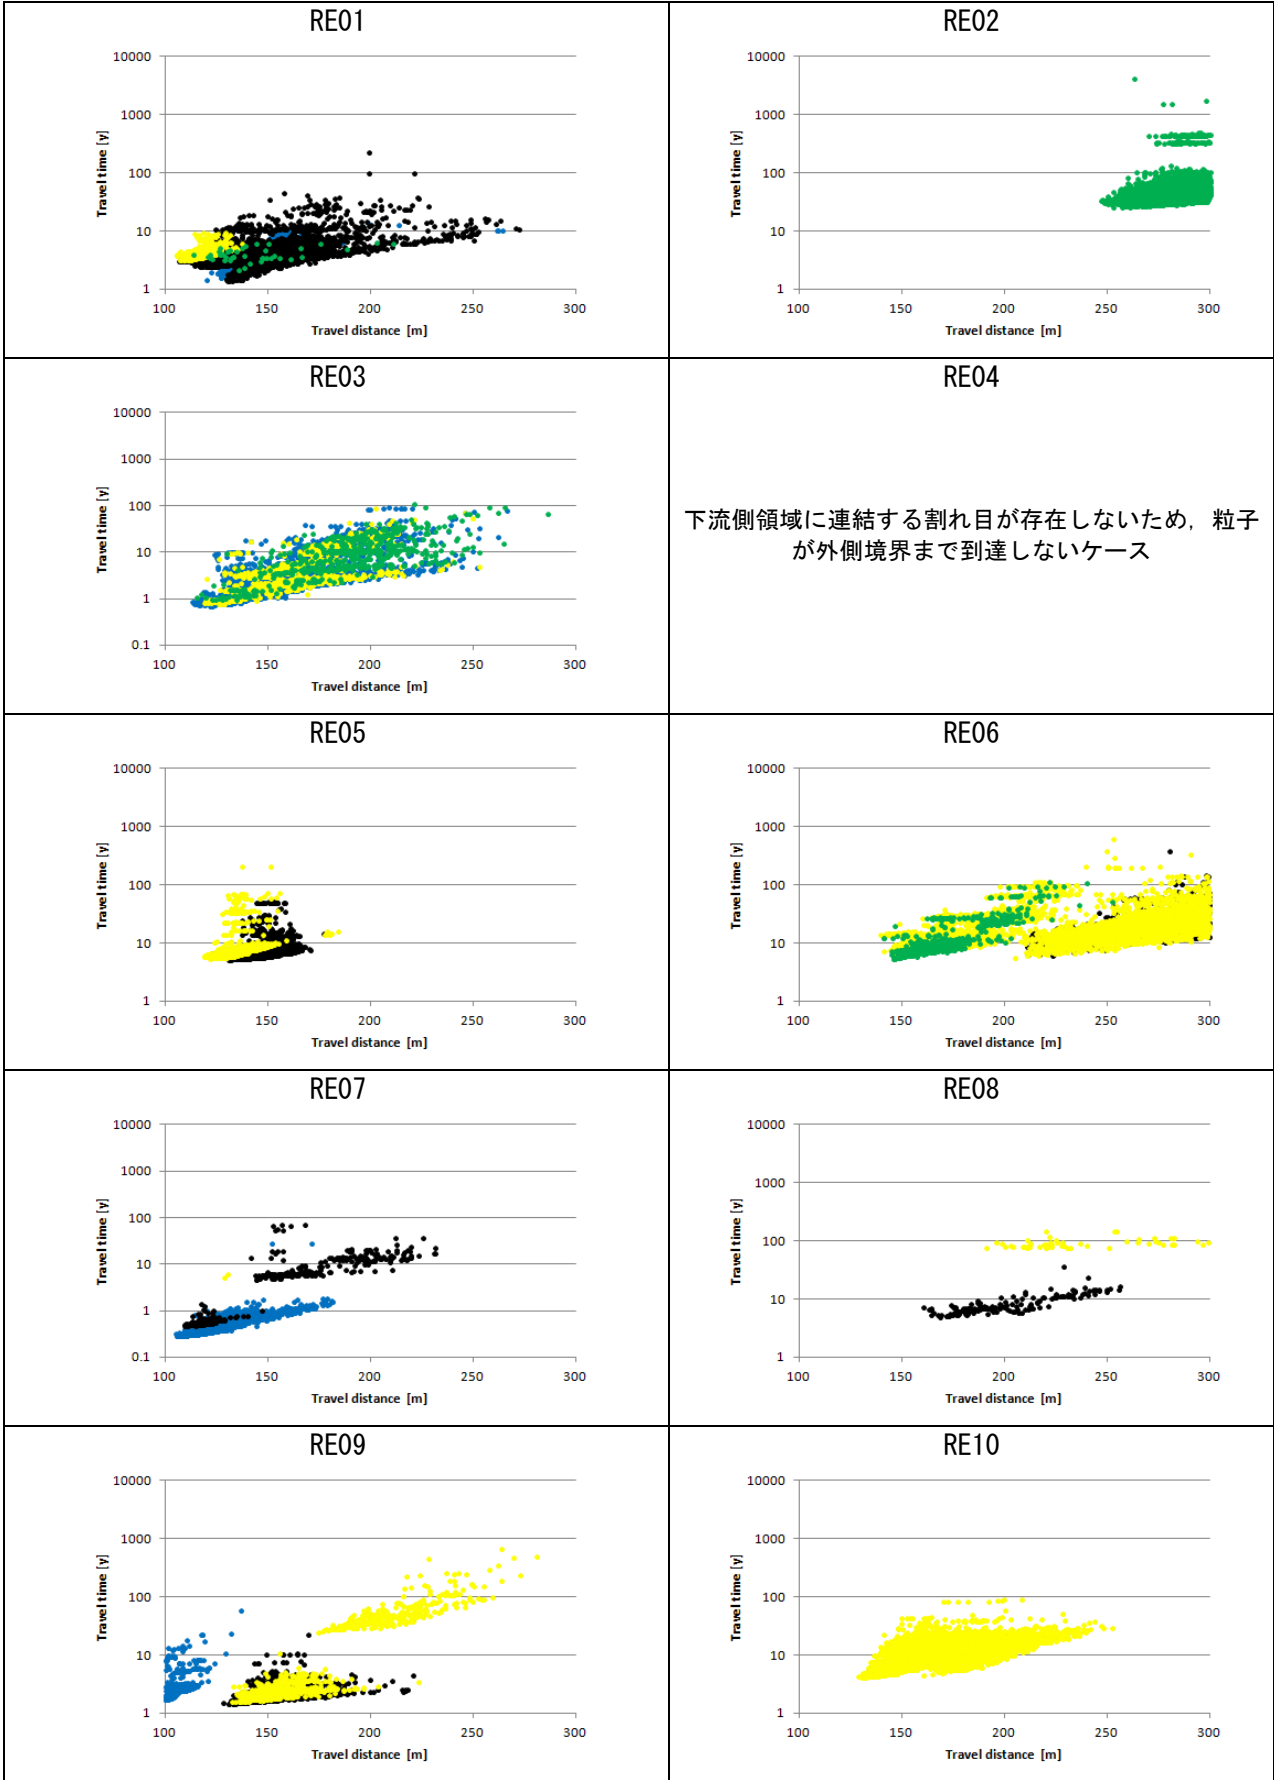 RE01
10000
1000
100
10
1
100 150 200 250 300
Travel time [y]
Travel distance [m]
RE02
10000
1000
100
10
1
100 150 200 250 300
Travel time [y]
Travel distance [m]
RE03
10000
1000
100
10
1
0.1
100 150 200 250 300
Travel time [y]
Travel distance [m]
RE04
下流側領域に連結する割れ目が存在しないため，粒子
が外側境界まで到達しないケース
RE05
10000
1000
100
10
1
100 150 200 250 300
Travel time [y]
Travel distance [m]
RE06
10000
1000
100
10
1
100 150 200 250 300
Travel time [y]
Travel distance [m]
RE07
10000
1000
100
10
1
0.1
100 150 200 250 300
Travel time [y]
Travel distance [m]
RE08
10000
1000
100
10
1
100 150 200 250 300
Travel time [y]
Travel distance [m]
RE09
10000
1000
100
10
1
100 150 200 250 300
Travel time [y]
Travel distance [m]
RE10
10000
1000
100
10
1
100 150 200 250 300
Travel time [y]
Travel distance [m]